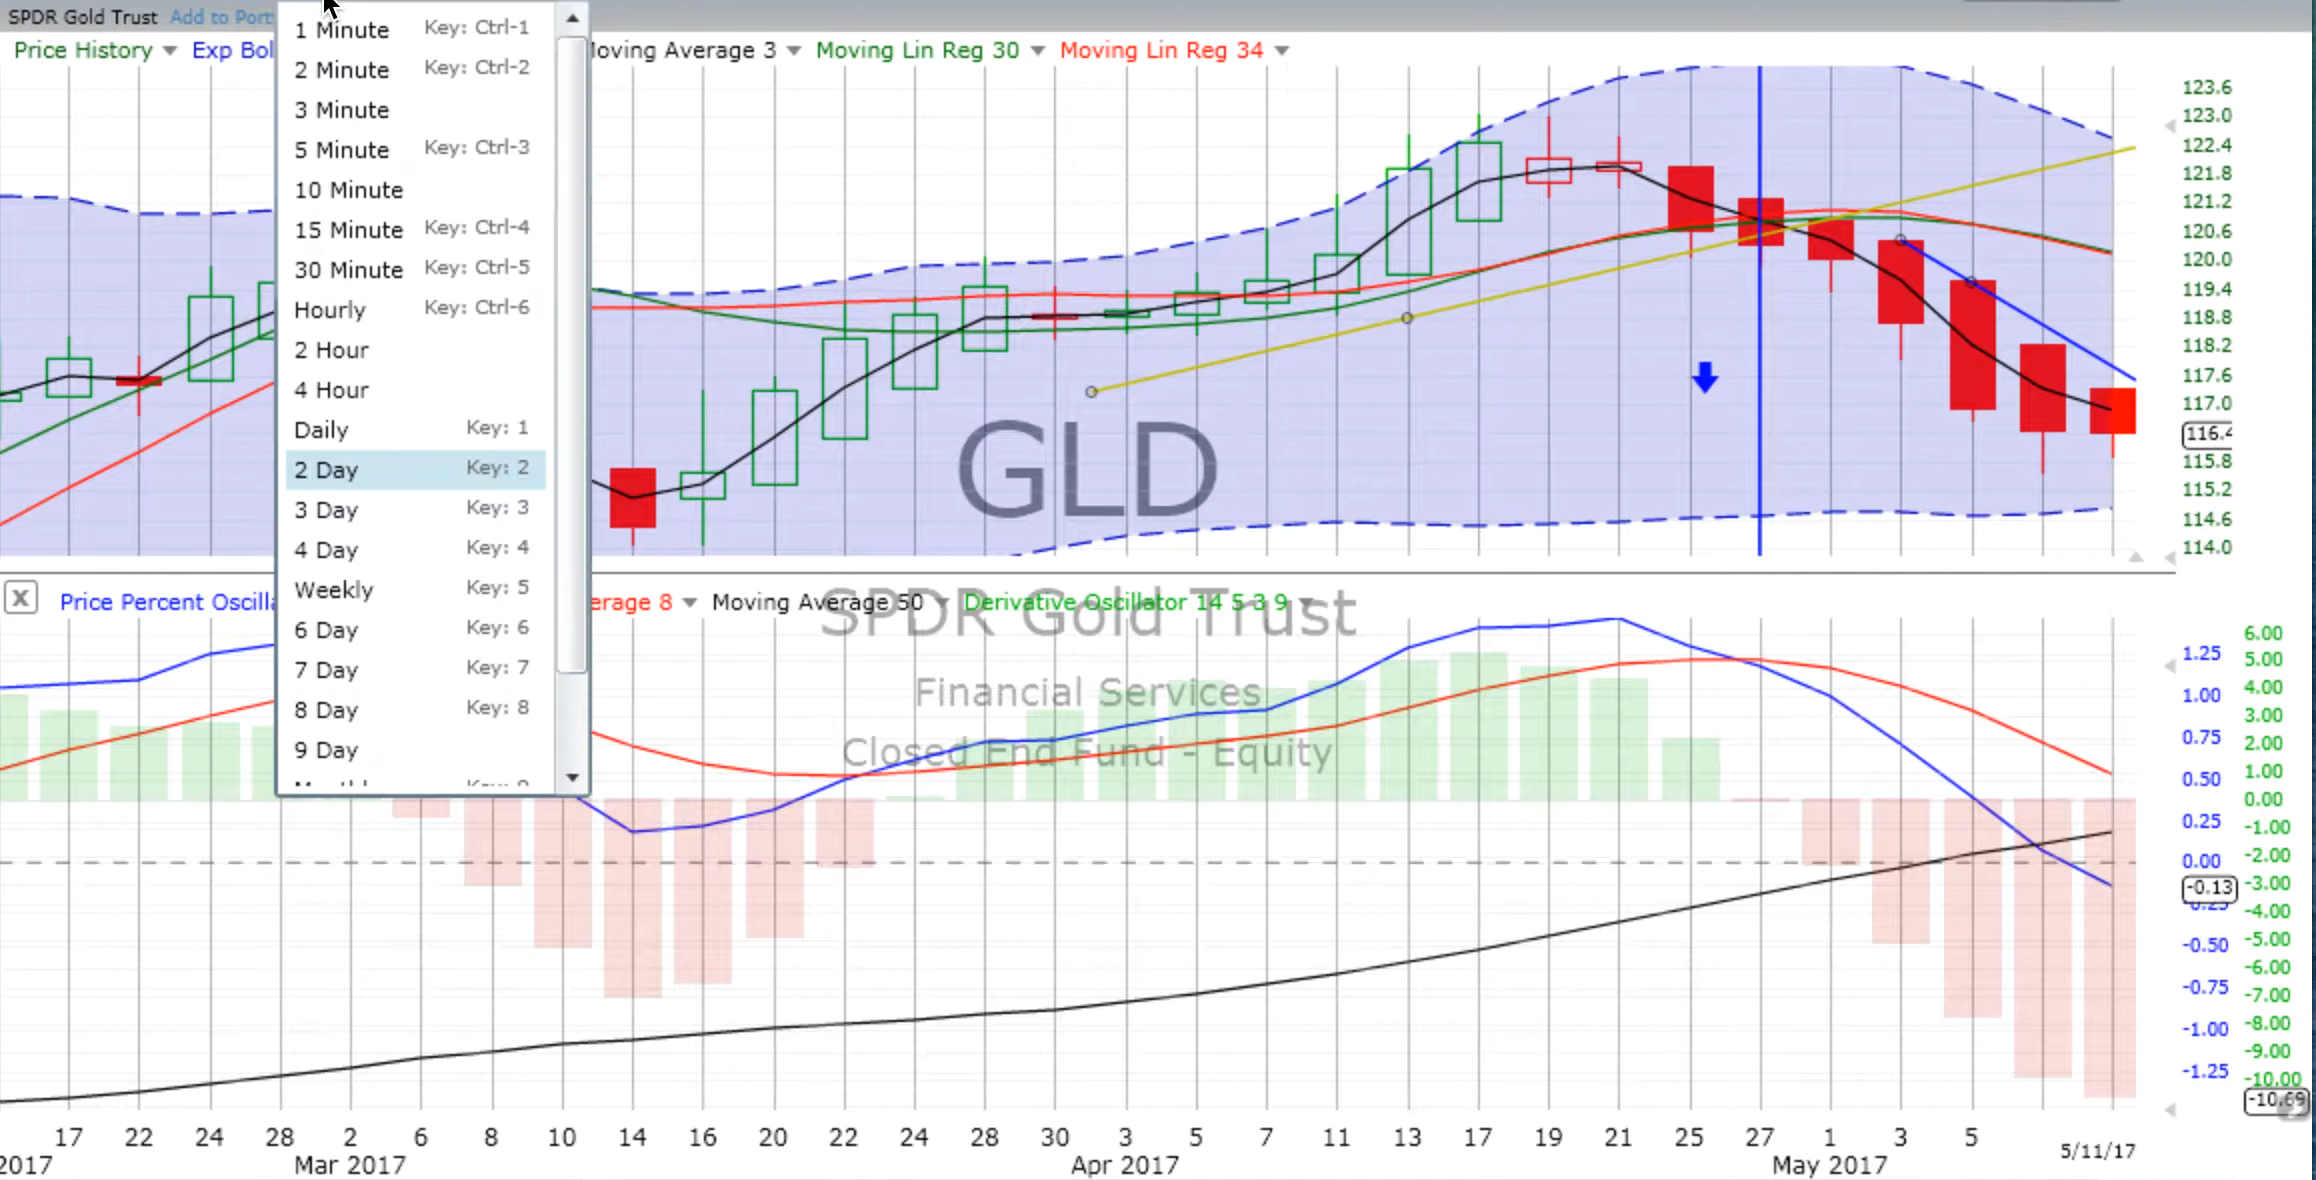 SPDR Gold Trust Add to Port
Price History Exp Bol Moving Average 3 Moving Lin Reg 30 Moving Lin Reg 34
1 Minute Key: Ctrl-1
2 Minute Key: Ctrl-2
3 Minute
5 Minute Key: Ctrl-3
10 Minute
15 Minute Key: Ctrl-4
30 Minute Key: Ctrl-5
Hourly Key: Ctrl-6
2 Hour
4 Hour
Daily Key: 1
2 Day Key: 2
3 Day Key: 3
4 Day Key: 4
Weekly Key: 5
6 Day Key: 6
7 Day Key: 7
8 Day Key: 8
9 Day
GLD
123.6
123.0
122.4
121.8
121.2
120.6
120.0
119.4
118.8
118.2
117.6
117.0
116.4
115.8
115.2
114.6
114.0
X Price Percent Oscilla erage 8 Moving Average 50 Derivative Oscillator 14 5 3 9
SPDR Gold Trust
Financial Services
Closed End Fund - Equity
1.25
1.00
0.75
0.50
0.25
0.00
-0.13
-0.50
-0.75
-1.00
-1.25
6.00
5.00
4.00
3.00
2.00
1.00
0.00
-1.00
-2.00
-3.00
-4.00
-5.00
-6.00
-7.00
-8.00
-9.00
-10.00
-10.69
17 22 24 28 2 6 8 10 14 16 20 22 24 28 30 3 5 7 11 13 17 19 21 25 27 1 3 5 5/11/17
2017 Mar 2017 Apr 2017 May 2017